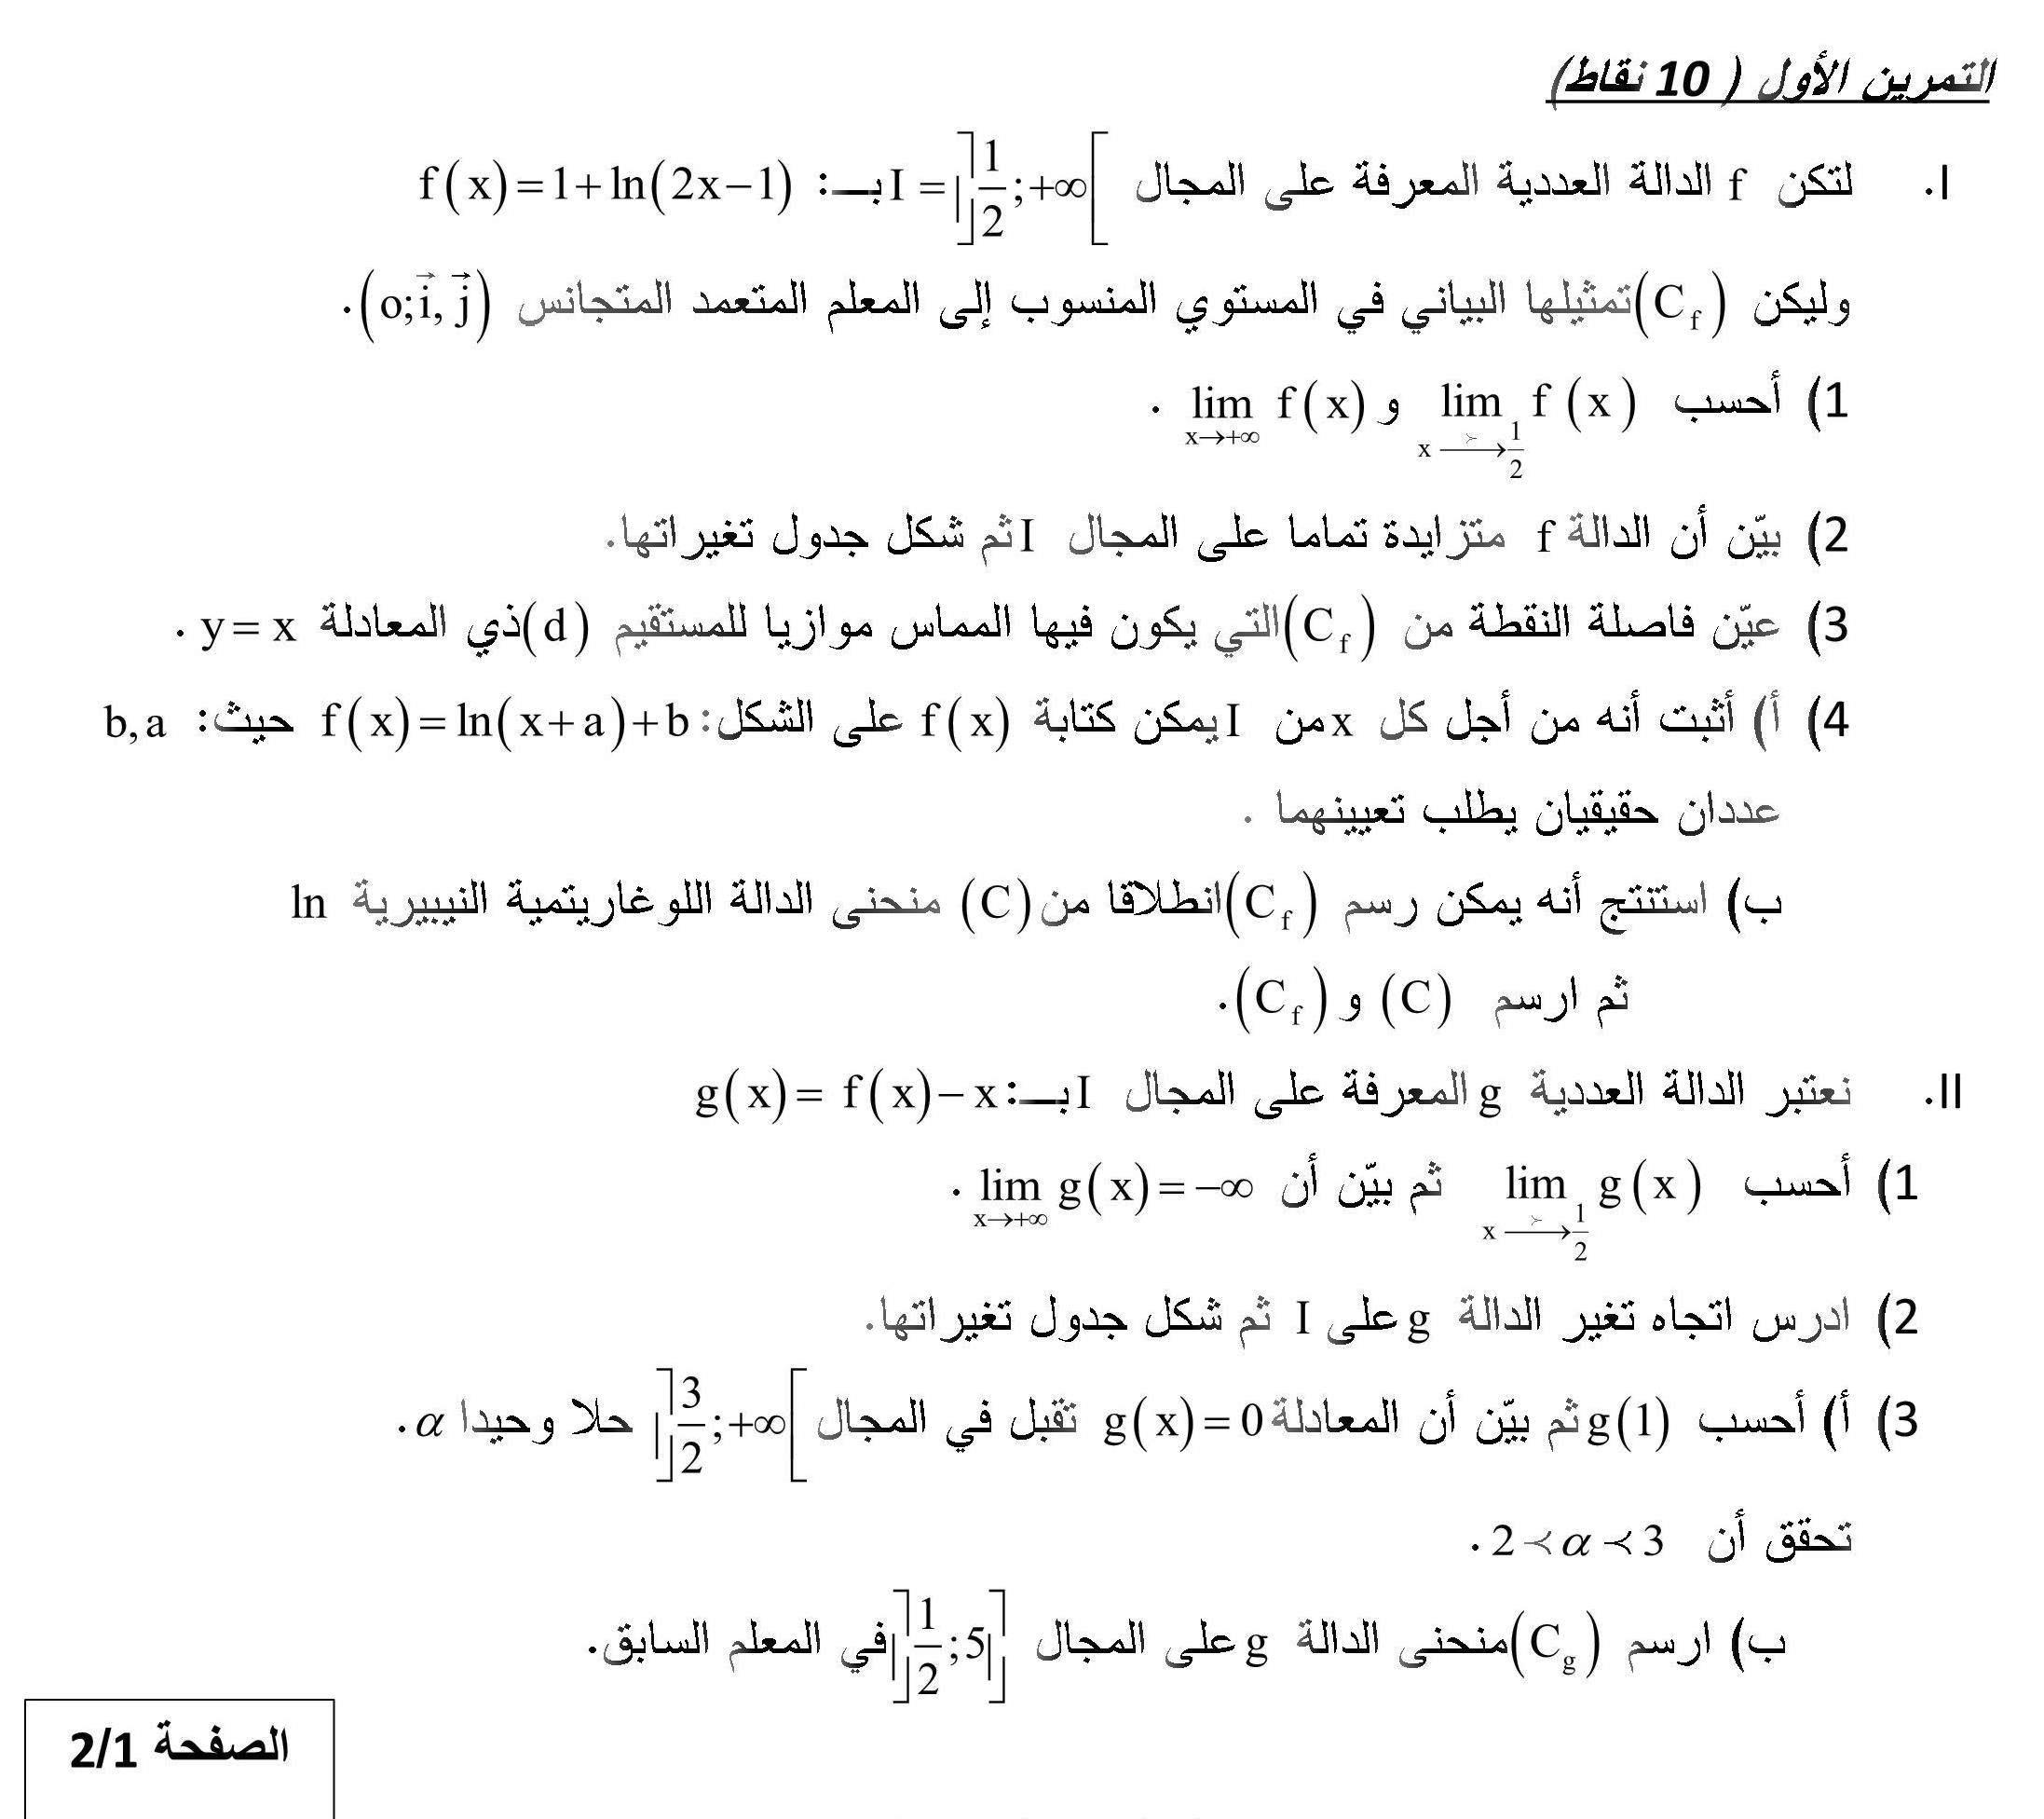 التمرين الأول ( 10 نقاط)
I. لتكن f الدالة العددية المعرفة على المجال I = ]1/2 ; +∞[ بــ: f(x) = 1 + ln(2x − 1)
وليكن (C_f) تمثيلها البياني في المستوي المنسوب إلى المعلم المتعمد المتجانس (o; i⃗, j⃗).
1) أحسب lim_{x →^{≻} 1/2} f(x) و lim_{x→+∞} f(x) .
2) بيّن أن الدالة f متزايدة تماما على المجال I ثم شكل جدول تغيراتها.
3) عيّن فاصلة النقطة من (C_f) التي يكون فيها المماس موازيا للمستقيم (d) ذي المعادلة y = x .
4) أ) أثبت أنه من أجل كل x من I يمكن كتابة f(x) على الشكل: f(x) = ln(x + a) + b حيث: b, a
عددان حقيقيان يطلب تعيينهما .
ب) استنتج أنه يمكن رسم (C_f) انطلاقا من (C) منحنى الدالة اللوغاريتمية النيبيرية ln
ثم ارسم (C) و (C_f).
II. نعتبر الدالة العددية g المعرفة على المجال I بــ: g(x) = f(x) − x
1) أحسب lim_{x →^{≻} 1/2} g(x) ثم بيّن أن lim_{x→+∞} g(x) = −∞ .
2) ادرس اتجاه تغير الدالة g على I ثم شكل جدول تغيراتها.
3) أ) أحسب g(1) ثم بيّن أن المعادلة g(x) = 0 تقبل في المجال ]3/2 ; +∞[ حلا وحيدا α.
تحقق أن 2 ≺ α ≺ 3 .
ب) ارسم (C_g) منحنى الدالة g على المجال ]1/2 ; 5] في المعلم السابق.
الصفحة 2/1